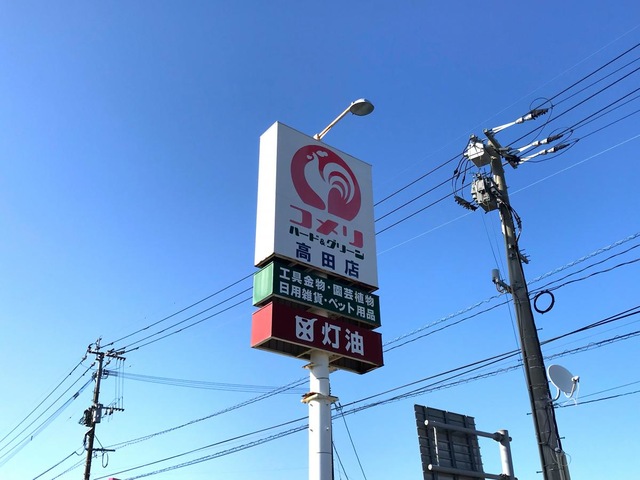 コメリ
ハード&グリーン
高田店
工具金物・園芸植物
日用雑貨・ペット用品
灯油